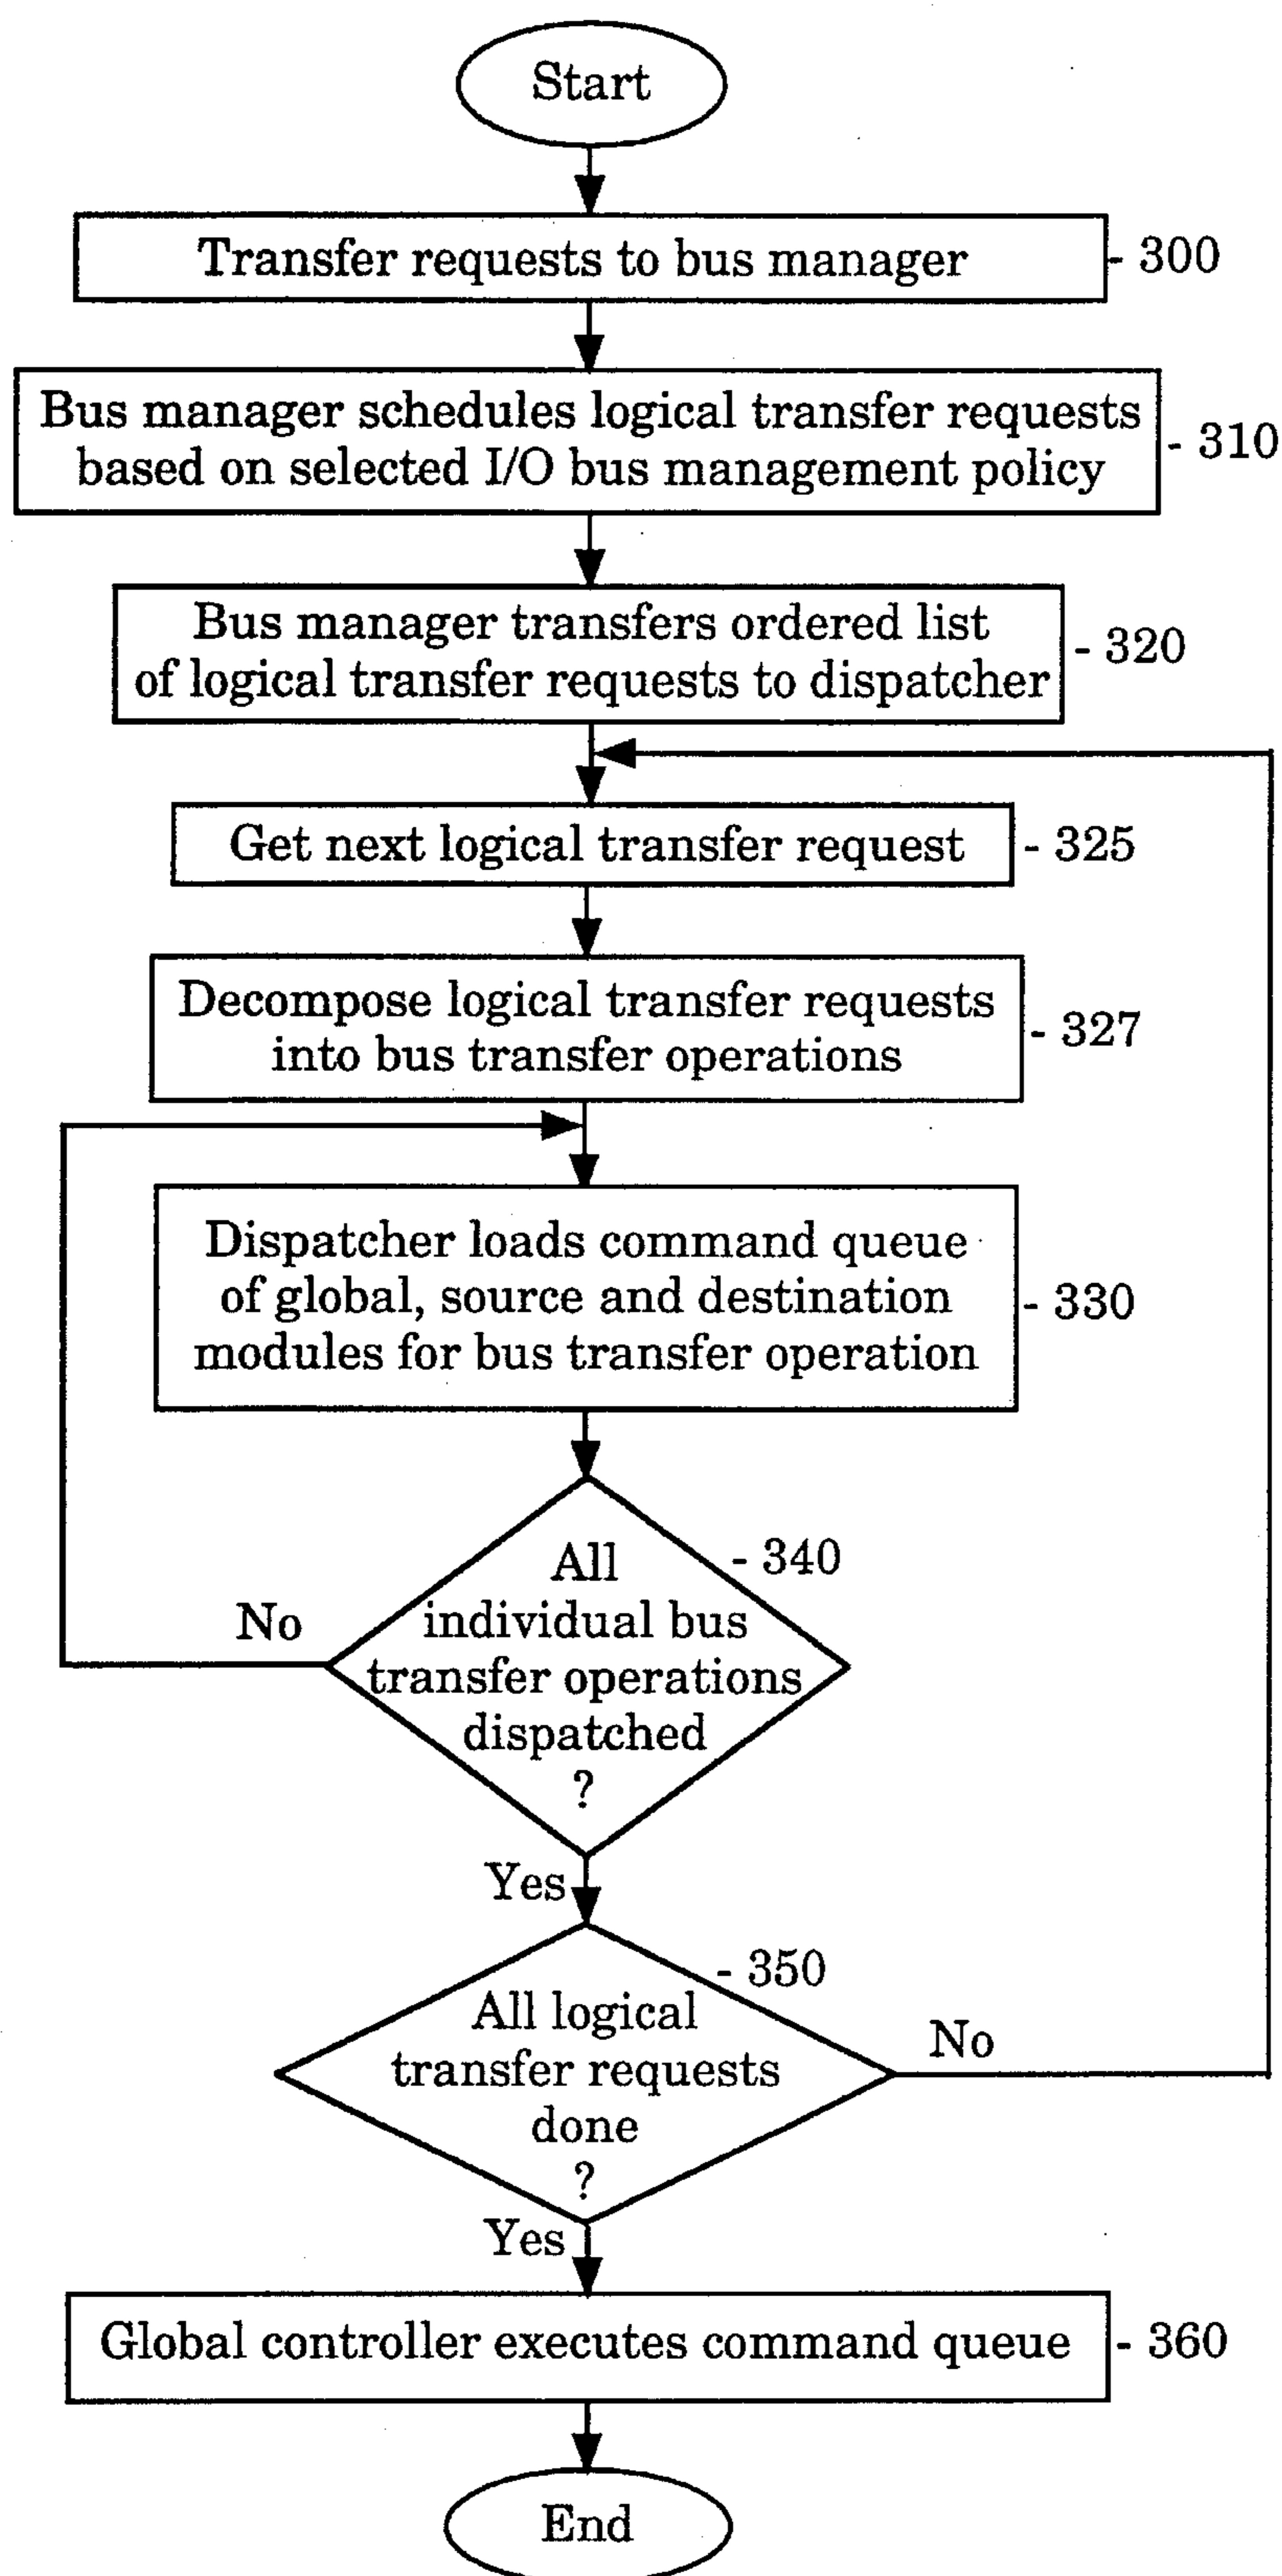 Start
Transfer requests to bus manager
- 300
Bus manager schedules logical transfer requests
based on selected I/O bus management policy
- 310
Bus manager transfers ordered list
of logical transfer requests to dispatcher
- 320
Get next logical transfer request
- 325
Decompose logical transfer requests
into bus transfer operations
- 327
Dispatcher loads command queue
of global, source and destination
modules for bus transfer operation
- 330
All
individual bus
transfer operations
dispatched
?
- 340
No
Yes
All logical
transfer requests
done
?
- 350
No
Yes
Global controller executes command queue
- 360
End